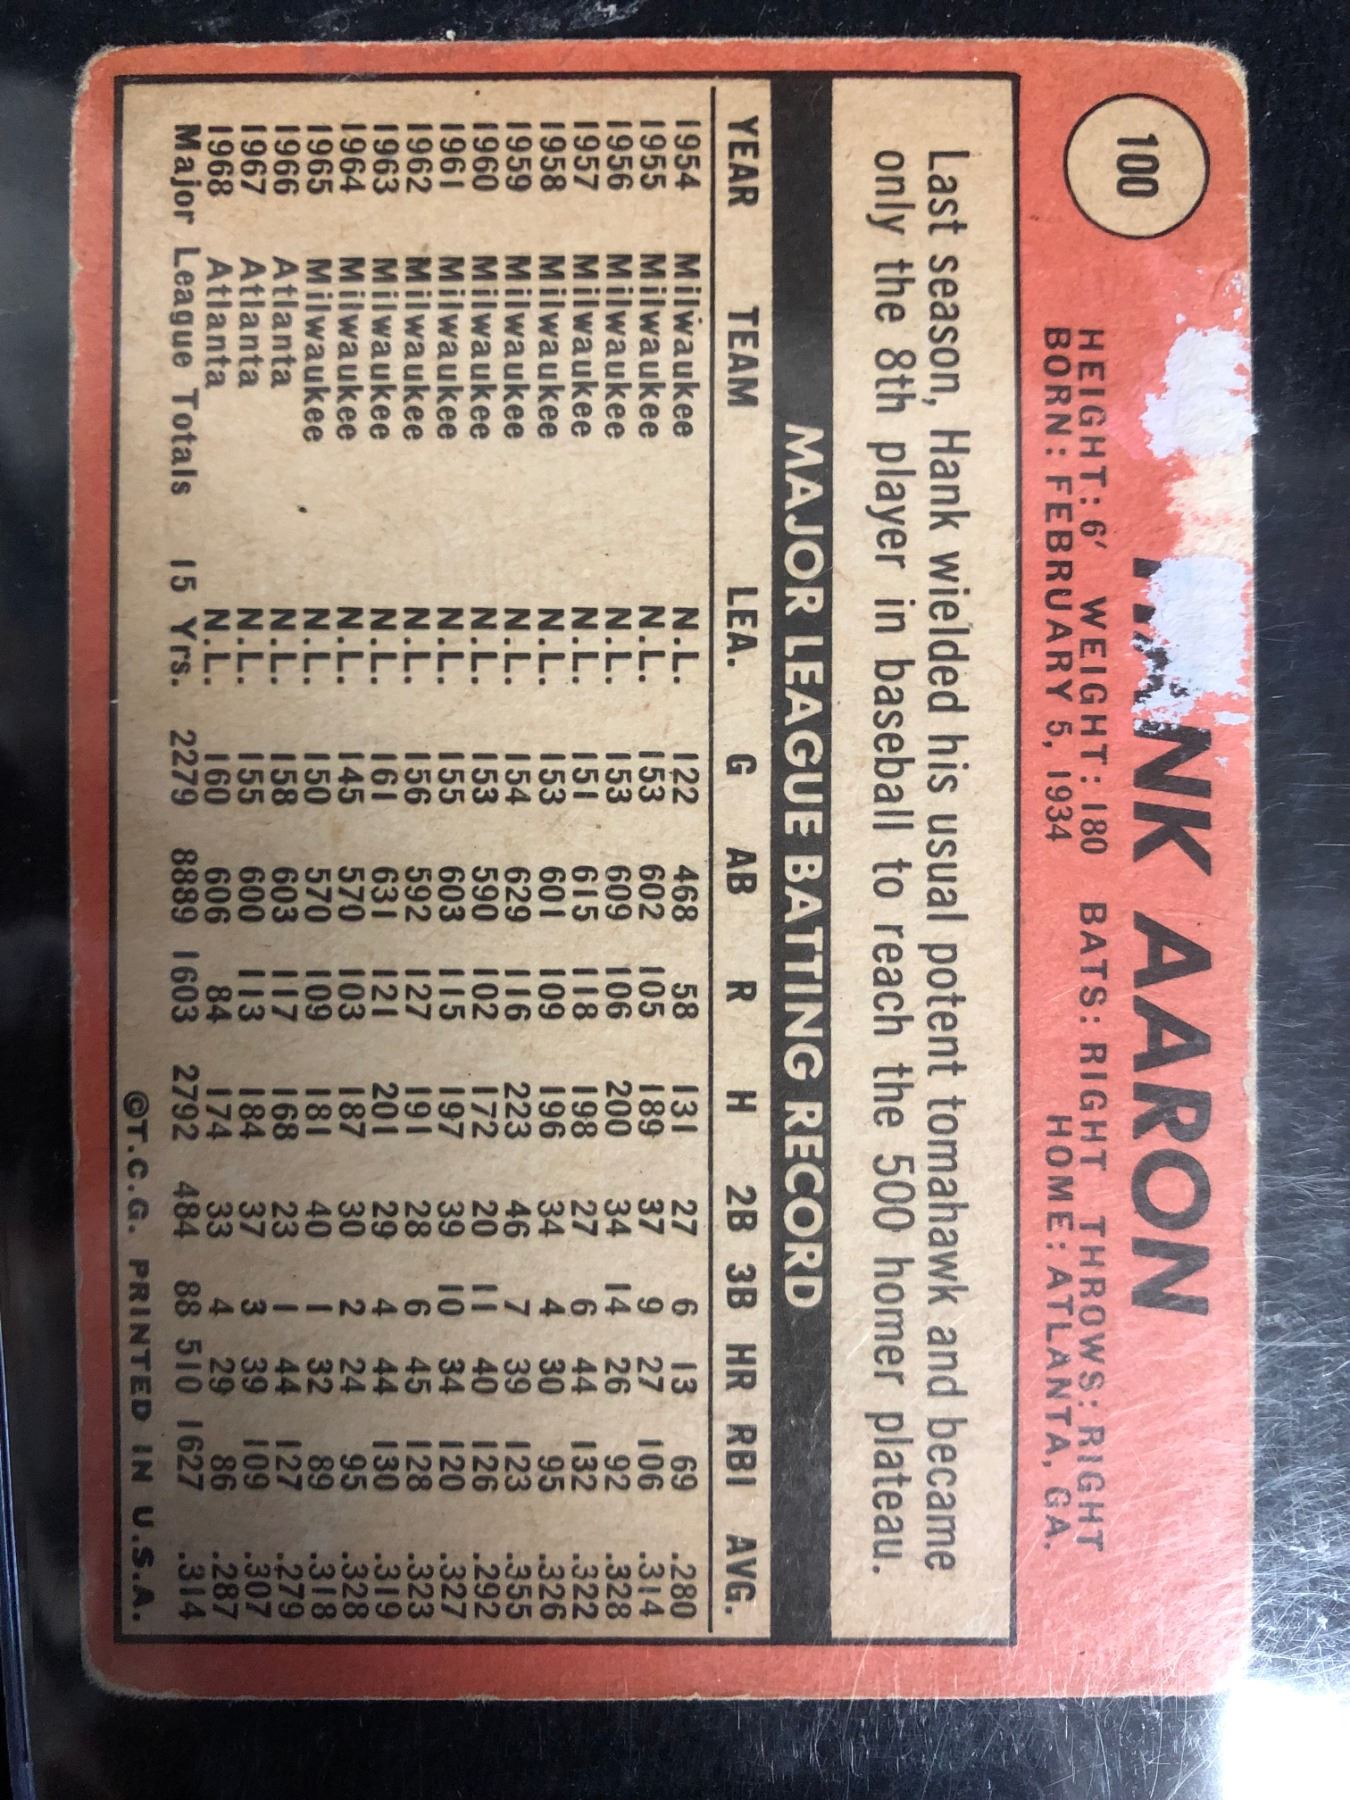 100
NK AARON
HEIGHT: 6' WEIGHT: 180 BATS: RIGHT THROWS: RIGHT
BORN: FEBRUARY 5, 1934 HOME: ATLANTA, GA.
Last season, Hank wielded his usual potent tomahawk and became
only the 8th player in baseball to reach the 500 homer plateau.
MAJOR LEAGUE BATTING RECORD
YEAR TEAM LEA. G AB R H 2B 3B HR RBI AVG.
1954 Milwaukee N.L. 122 468 58 131 27 6 13 69 .280
1955 Milwaukee N.L. 153 602 105 189 37 9 27 106 .314
1956 Milwaukee N.L. 153 609 106 200 34 14 26 92 .328
1957 Milwaukee N.L. 151 615 118 198 27 6 44 132 .322
1958 Milwaukee N.L. 153 601 109 196 34 4 30 95 .326
1959 Milwaukee N.L. 154 629 116 223 46 7 39 123 .355
1960 Milwaukee N.L. 153 590 102 172 20 11 40 126 .292
1961 Milwaukee N.L. 155 603 115 197 39 10 34 120 .327
1962 Milwaukee N.L. 156 592 127 191 28 6 45 128 .323
1963 Milwaukee N.L. 161 631 121 201 29 4 44 130 .319
1964 Milwaukee N.L. 145 570 103 187 30 2 24 95 .328
1965 Milwaukee N.L. 150 570 109 181 40 1 32 89 .318
1966 Atlanta N.L. 158 603 117 168 23 1 44 127 .279
1967 Atlanta N.L. 155 600 113 184 37 3 39 109 .307
1968 Atlanta N.L. 160 606 84 174 33 4 29 86 .287
Major League Totals 15 Yrs. 2279 8889 1603 2792 484 88 510 1627 .314
©T.C.G. PRINTED IN U.S.A.